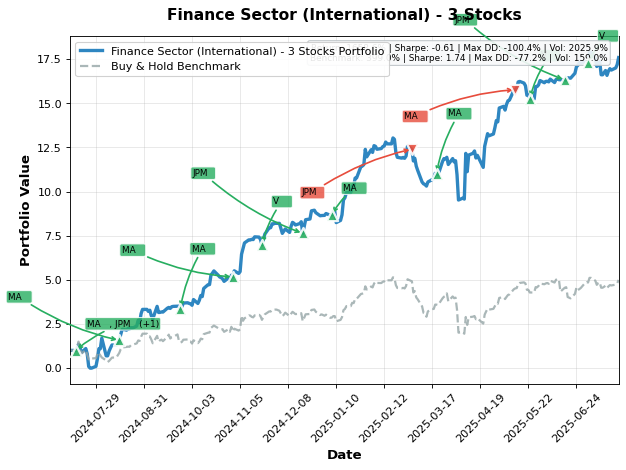 Finance Sector (International) - 3 Stocks
JPM
V
Finance Sector (International) - 3 Stocks Portfolio
Buy & Hold Benchmark
| Sharpe: -0.61 | Max DD: -100.4% | Vol: 2025.9%
% | Sharpe: 1.74 | Max DD: -77.2% | Vol: 159.0%
17.5
15.0
12.5
10.0
7.5
5.0
2.5
0.0
MA
MA
JPM
JPM
MA
V
MA
MA
MA
MA , JPM (+1)
Portfolio Value
2024-07-29
2024-08-31
2024-10-03
2024-11-05
2024-12-08
2025-01-10
2025-02-12
2025-03-17
2025-04-19
2025-05-22
2025-06-24
Date